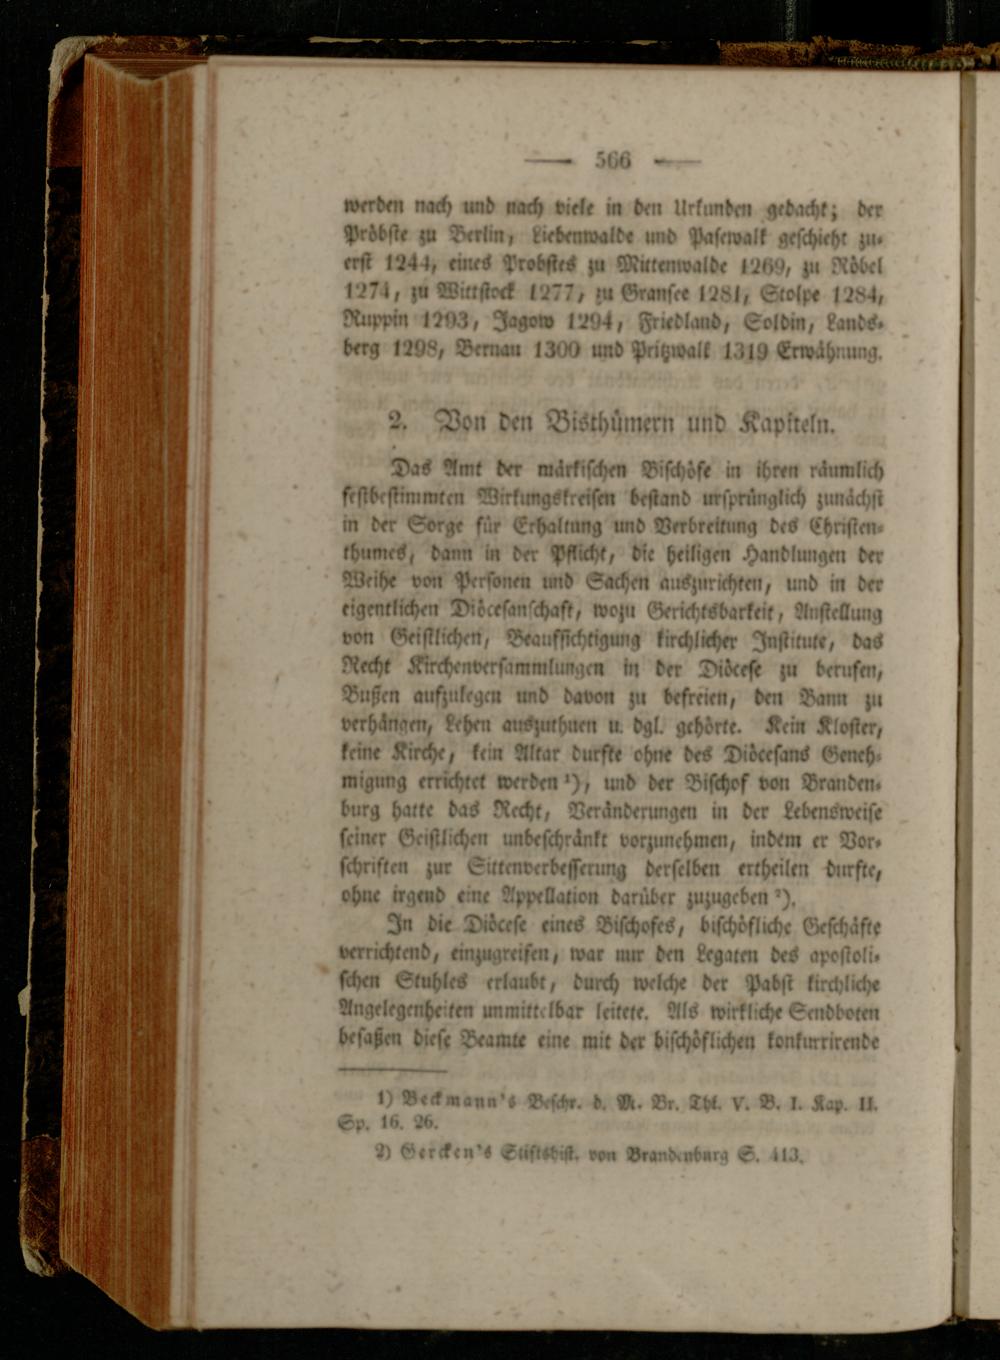 566
werden nach und nach viele in den Urkunden gedacht; der
Pröbste zu Berlin, Liebenwalde und Pasewalk geschieht zu-
erst 1244, eines Probstes zu Mittenwalde 1269, zu Röbel
1274, zu Wittstock 1277, zu Gransee 1281, Stolpe 1284,
Ruppin 1293, Jagow 1294, Friedland, Soldin, Lands-
berg 1298, Bernau 1300 und Pritzwalk 1319 Erwähnung.
2. Von den Bisthümern und Kapiteln.
Das Amt der märkischen Bischöfe in ihren räumlich
festbestimmten Wirkungskreisen bestand ursprünglich zunächst
in der Sorge für Erhaltung und Verbreitung des Christen-
thumes, dann in der Pflicht, die heiligen Handlungen der
Weihe von Personen und Sachen auszurichten, und in der
eigentlichen Diöcesanschaft, wozu Gerichtsbarkeit, Anstellung
von Geistlichen, Beaufsichtigung kirchlicher Institute, das
Recht Kirchenversammlungen in der Diöcese zu berufen,
Bußen aufzulegen und davon zu befreien, den Bann zu
verhängen, Lehen auszuthuen u. dgl. gehörte. Kein Kloster,
keine Kirche, kein Altar durfte ohne des Diöcesans Geneh-
migung errichtet werden ¹), und der Bischof von Branden-
burg hatte das Recht, Veränderungen in der Lebensweise
seiner Geistlichen unbeschränkt vorzunehmen, indem er Vor-
schriften zur Sittenverbesserung derselben ertheilen durfte,
ohne irgend eine Appellation darüber zuzugeben ²).
In die Diöcese eines Bischofes, bischöfliche Geschäfte
verrichtend, einzugreifen, war nur den Legaten des apostoli-
schen Stuhles erlaubt, durch welche der Pabst kirchliche
Angelegenheiten unmittelbar leitete. Als wirkliche Sendboten
besaßen diese Beamte eine mit der bischöflichen konkurrirende
1) Beckmann's Beschr. d. M. Br. Thl. V. B. I. Kap. II.
Sp. 16. 26.
2) Gercken's Stiftshist. von Brandenburg S. 413.